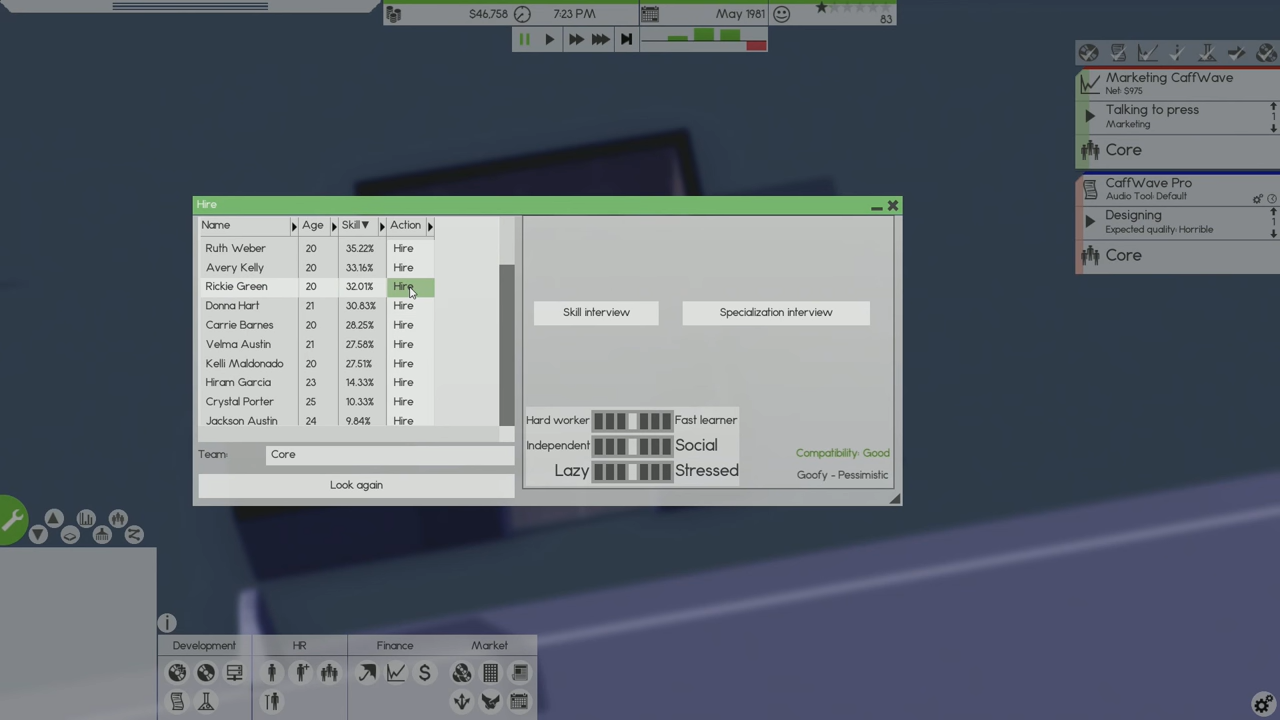 $46,758
7:23 PM
May 1981
83
Marketing CaffWave
Net: $975
Talking to press
Marketing
1
Core
CaffWave Pro
Audio Tool: Default
Designing
Expected quality: Horrible
1
Core
Hire
Name Age Skill▼ Action
Ruth Weber 20 35.22% Hire
Avery Kelly 20 33.16% Hire
Rickie Green 20 32.01% Hire
Donna Hart 21 30.83% Hire
Carrie Barnes 20 28.25% Hire
Velma Austin 21 27.58% Hire
Kelli Maldonado 20 27.51% Hire
Hiram Garcia 23 14.33% Hire
Crystal Porter 25 10.33% Hire
Jackson Austin 24 9.84% Hire
Team: Core
Look again
Skill interview Specialization interview
Hard worker Fast learner
Independent Social
Lazy Stressed
Compatibility: Good
Goofy - Pessimistic
Development HR Finance Market